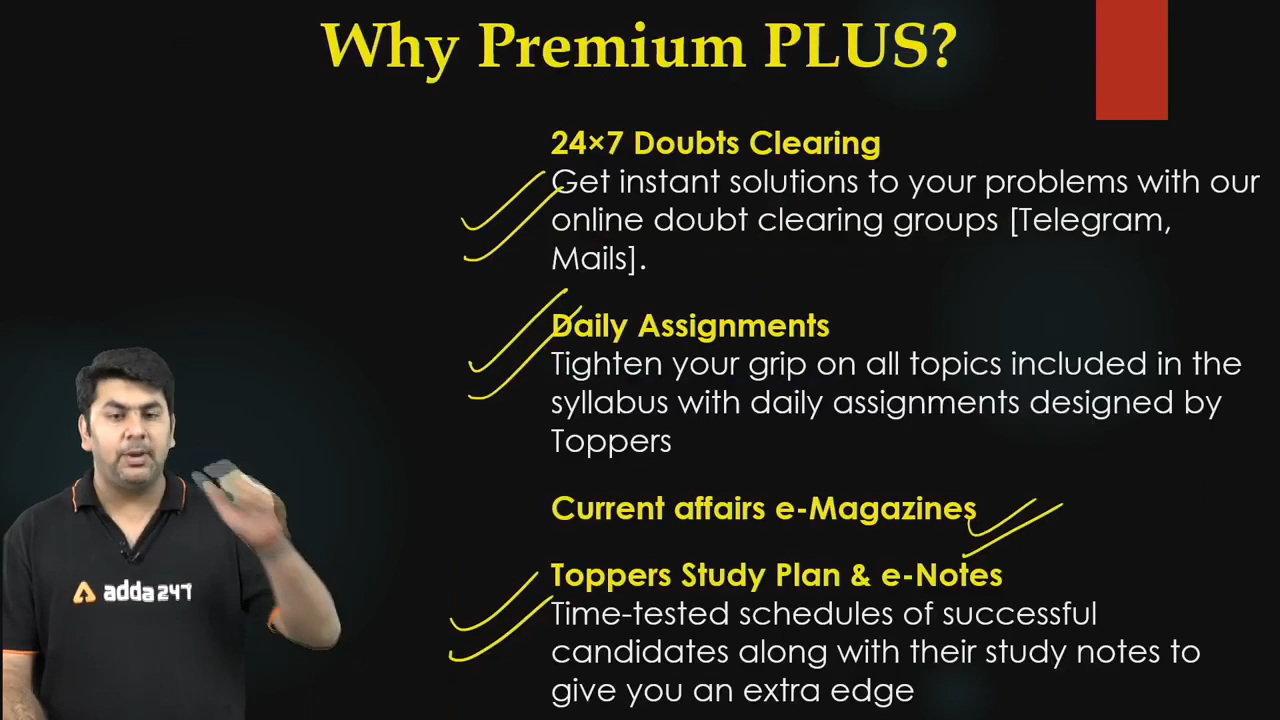 Why Premium PLUS?
24×7 Doubts Clearing
Get instant solutions to your problems with our
online doubt clearing groups [Telegram,
Mails].
Daily Assignments
Tighten your grip on all topics included in the
syllabus with daily assignments designed by
Toppers
Current affairs e-Magazines
Toppers Study Plan & e-Notes
Time-tested schedules of successful
candidates along with their study notes to
give you an extra edge
adda247